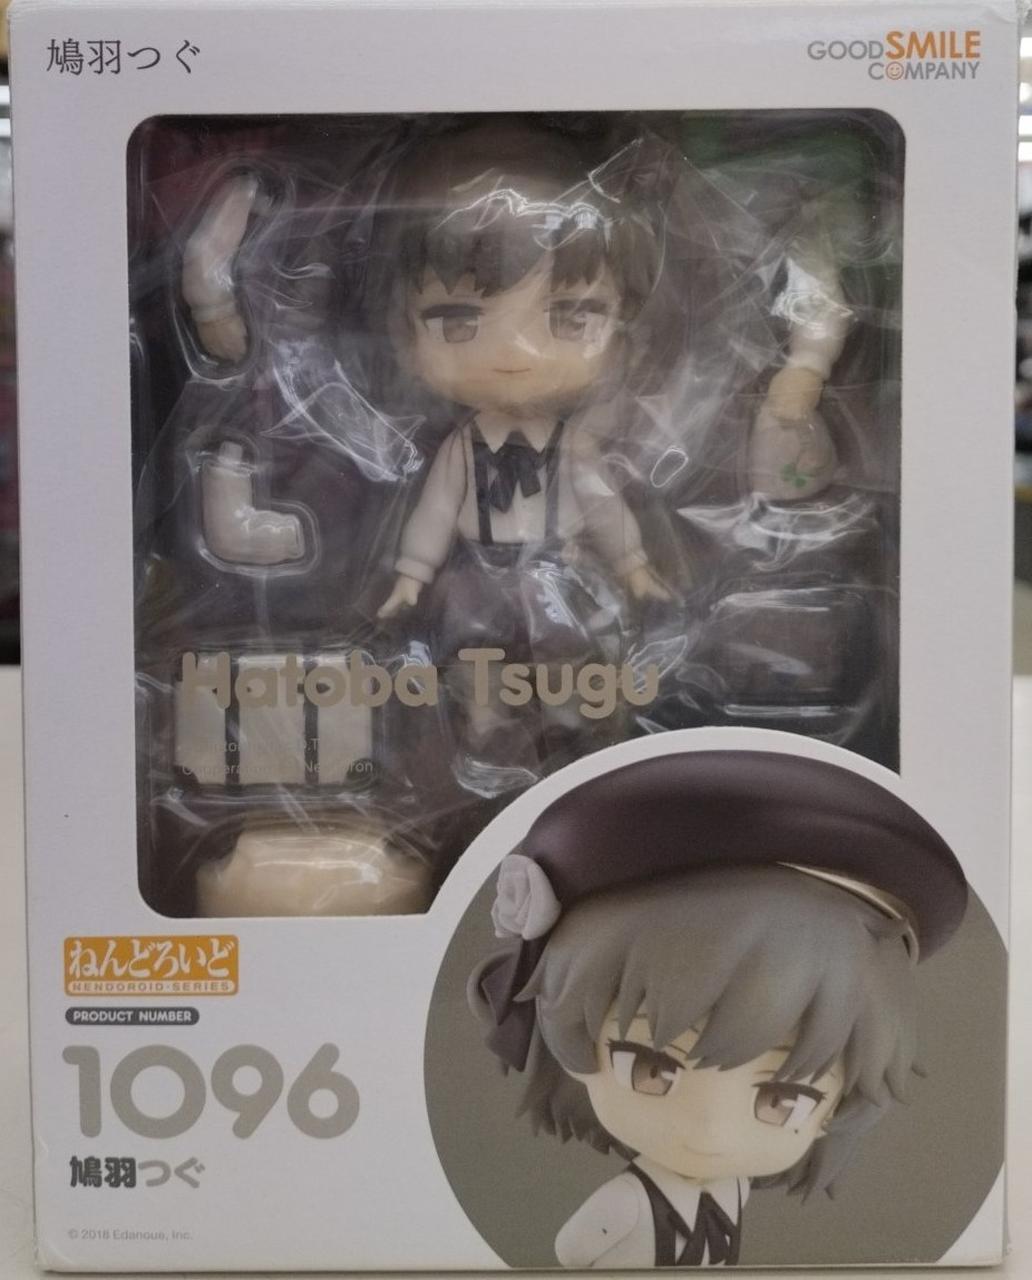 鳩羽つぐ
GOOD SMILE
COMPANY
Hatoba Tsugu
ねんどろいど
NENDOROID·SERIES
PRODUCT NUMBER
1096
鳩羽つぐ
© 2018 Edanoue, Inc.